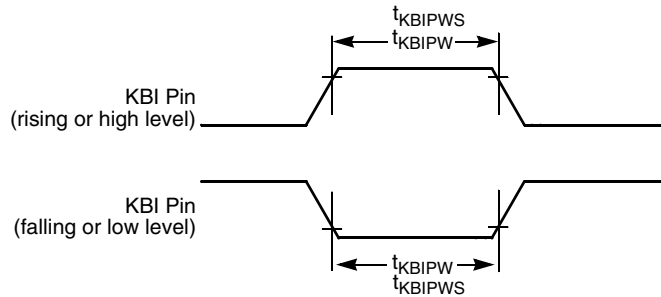 tKBIPWS
tKBIPW
KBI Pin
(rising or high level)
KBI Pin
(falling or low level)
tKBIPW
tKBIPWS